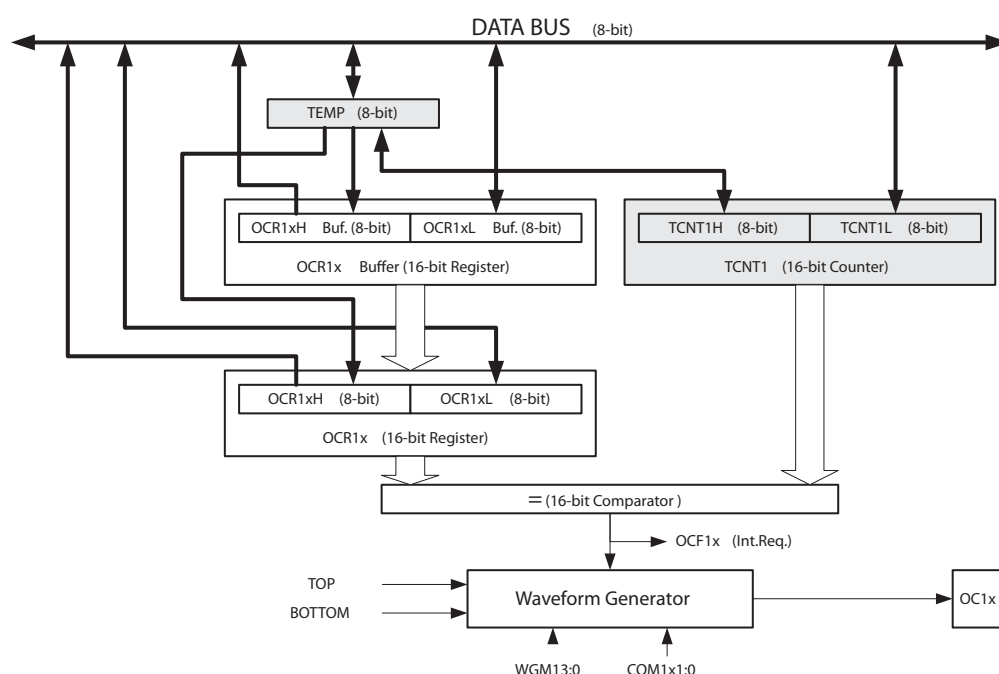 DATA BUS (8-bit)
TEMP (8-bit)
OCR1xH Buf. (8-bit)
OCR1xL Buf. (8-bit)
TCNT1H (8-bit)
TCNT1L (8-bit)
OCR1x Buffer (16-bit Register)
TCNT1 (16-bit Counter)
OCR1xH (8-bit)
OCR1xL (8-bit)
OCR1x (16-bit Register)
= (16-bit Comparator )
OCF1x (Int.Req.)
TOP
BOTTOM
Waveform Generator
OC1x
WGM13:0
COM1x1:0